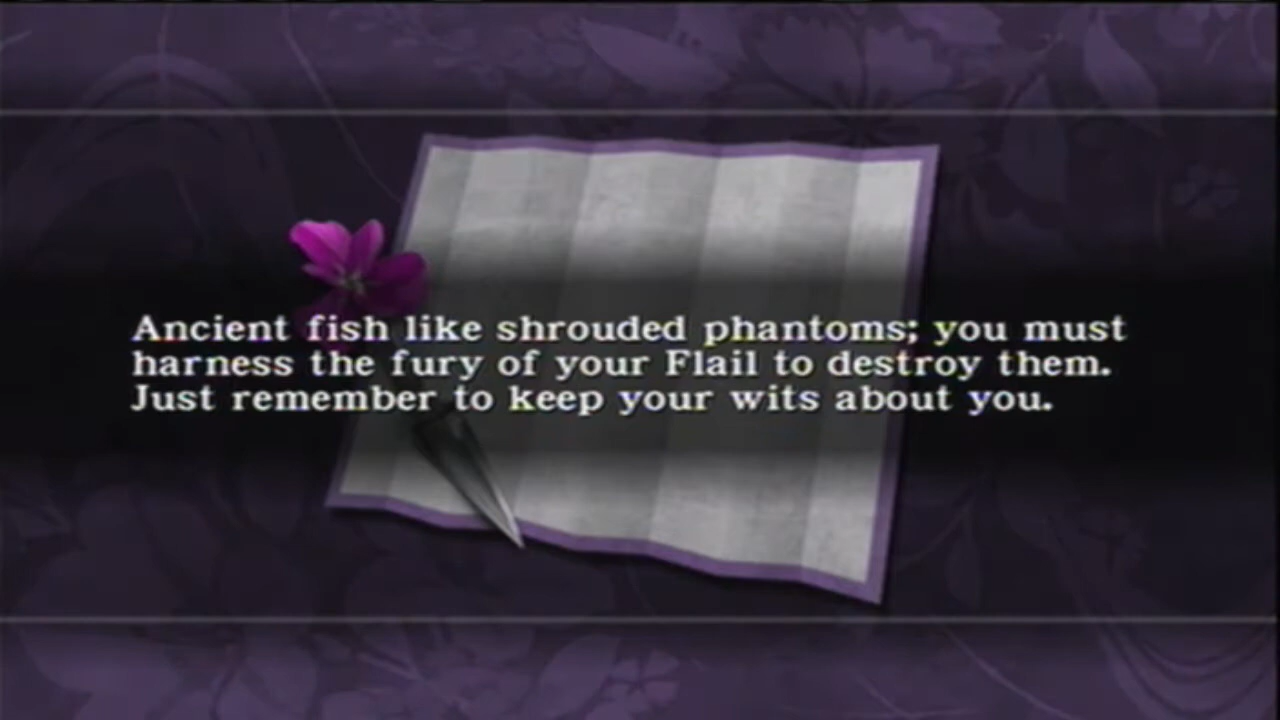 Ancient fish like shrouded phantoms; you must
harness the fury of your Flail to destroy them.
Just remember to keep your wits about you.